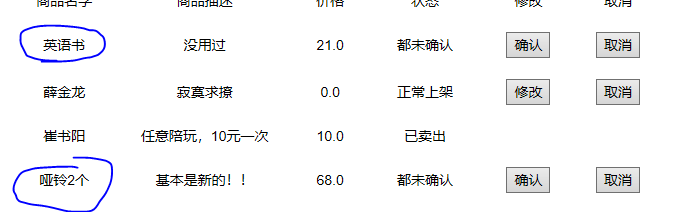 商品名字 商品描述 价格 状态 修改 取消
英语书 没用过 21.0 都未确认 确认 取消
薛金龙 寂寞求撩 0.0 正常上架 修改 取消
崔书阳 任意陪玩，10元一次 10.0 已卖出
哑铃2个 基本是新的！！ 68.0 都未确认 确认 取消